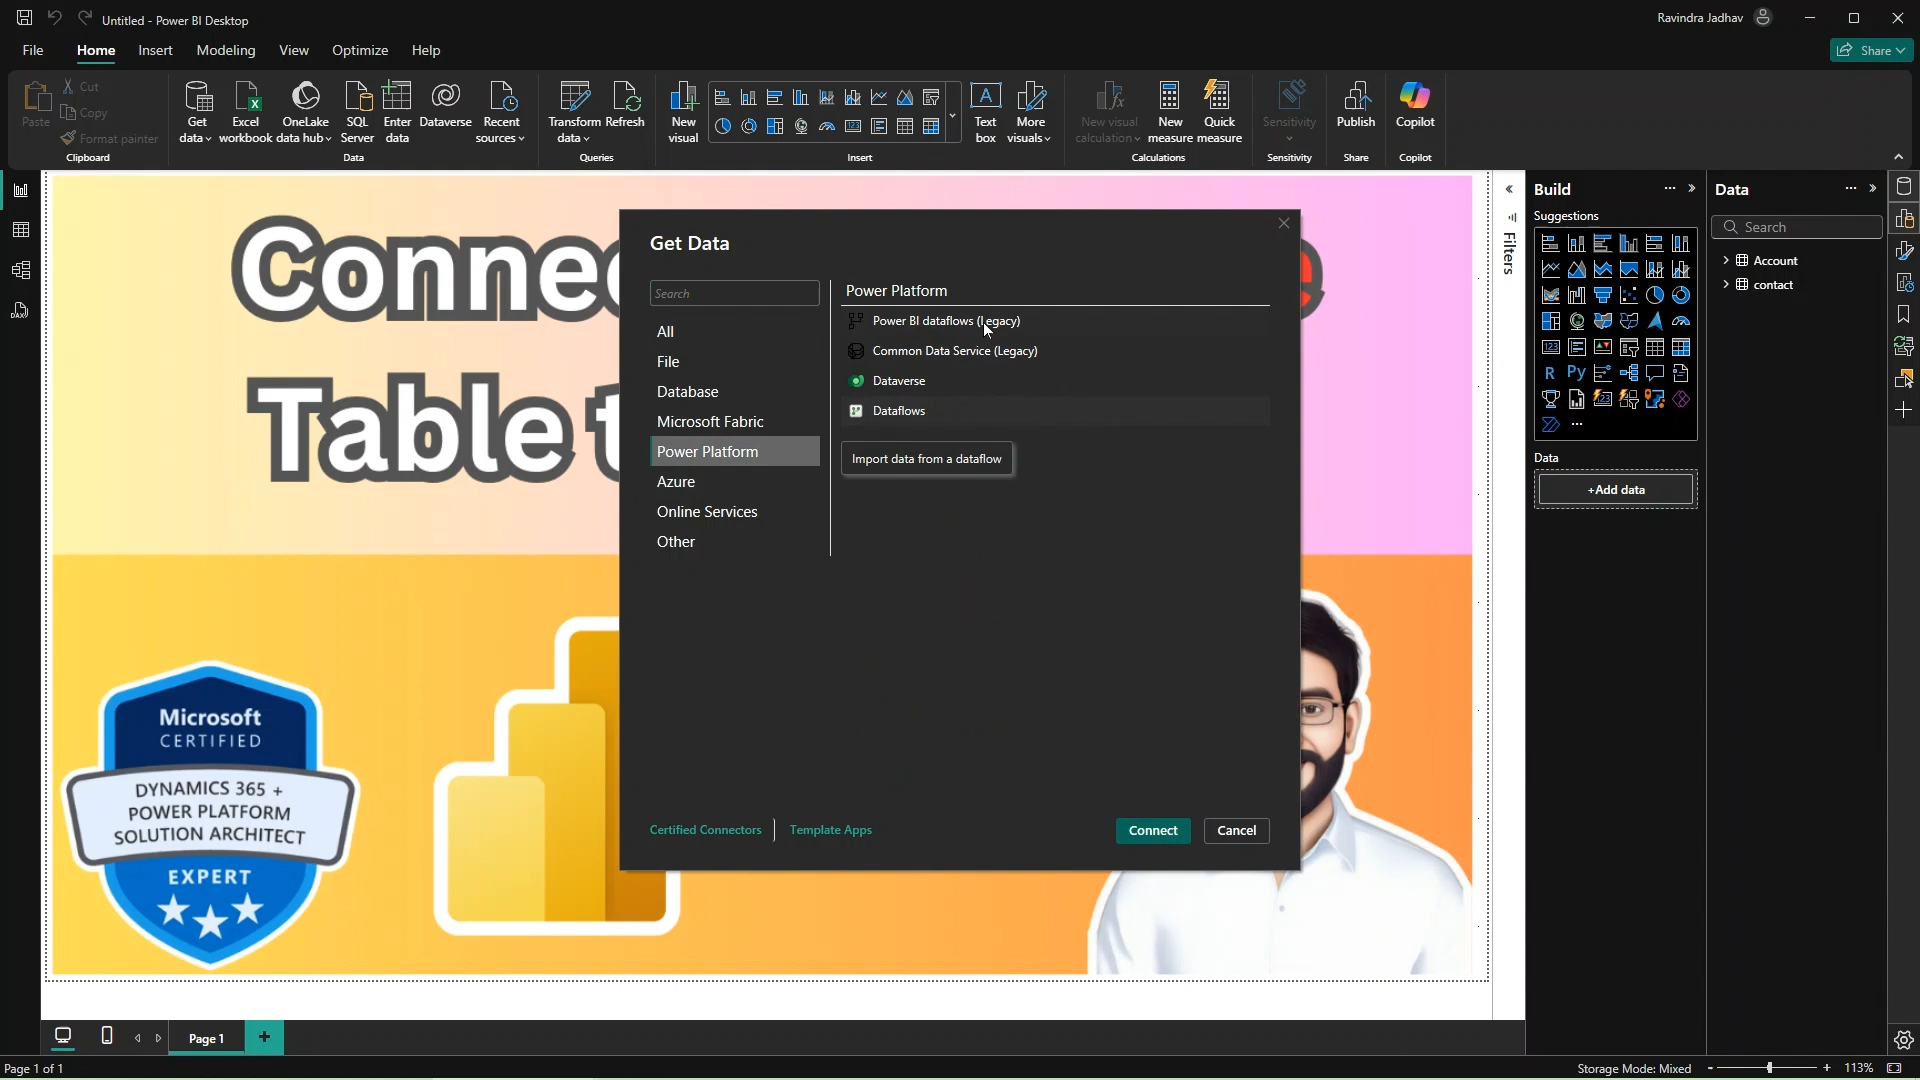 Untitled - Power BI Desktop
Ravindra Jadhav
File
Home
Insert
Modeling
View
Optimize
Help
Share
Paste
Cut
Copy
Format painter
Clipboard
Get data
Excel workbook
OneLake data hub
SQL Server
Enter data
Dataverse
Recent sources
Data
Transform data
Refresh
Queries
New visual
Insert
Text box
More visuals
New visual calculation
New measure
Quick measure
Calculations
Sensitivity
Sensitivity
Publish
Share
Copilot
Copilot
Connec
Table t
e
Microsoft
CERTIFIED
DYNAMICS 365 +
POWER PLATFORM
SOLUTION ARCHITECT
EXPERT
Get Data
Search
All
File
Database
Microsoft Fabric
Power Platform
Azure
Online Services
Other
Power Platform
Power BI dataflows (Legacy)
Common Data Service (Legacy)
Dataverse
Dataflows
Import data from a dataflow
Certified Connectors
Template Apps
Connect
Cancel
Filters
Build
Suggestions
R
Py
123
Data
+Add data
Data
Search
Account
contact
DAX
Page 1
Page 1 of 1
Storage Mode: Mixed
- + 113%